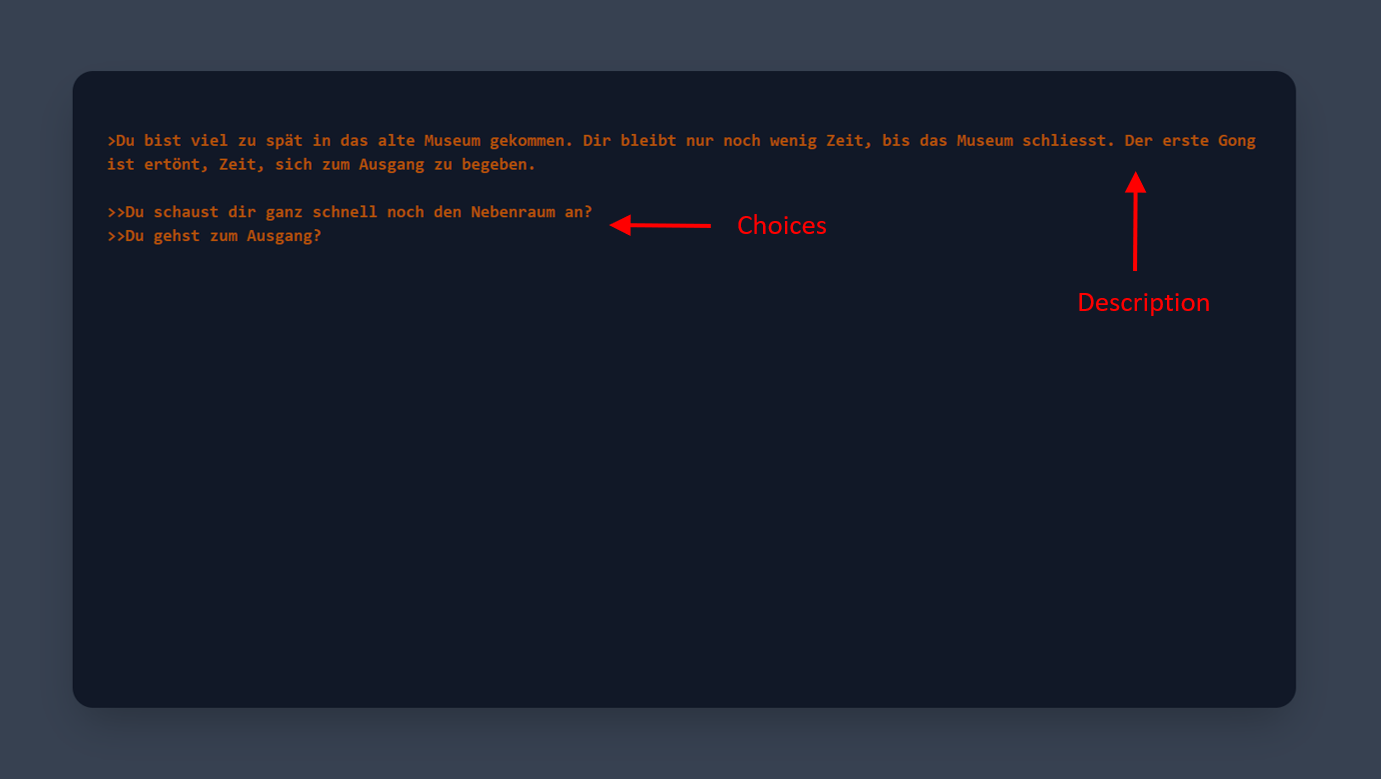 >Du bist viel zu spät in das alte Museum gekommen. Dir bleibt nur noch wenig Zeit, bis das Museum schliesst. Der erste Gong
ist ertönt, Zeit, sich zum Ausgang zu begeben.
>>Du schaust dir ganz schnell noch den Nebenraum an?
>>Du gehst zum Ausgang?
Choices
Description